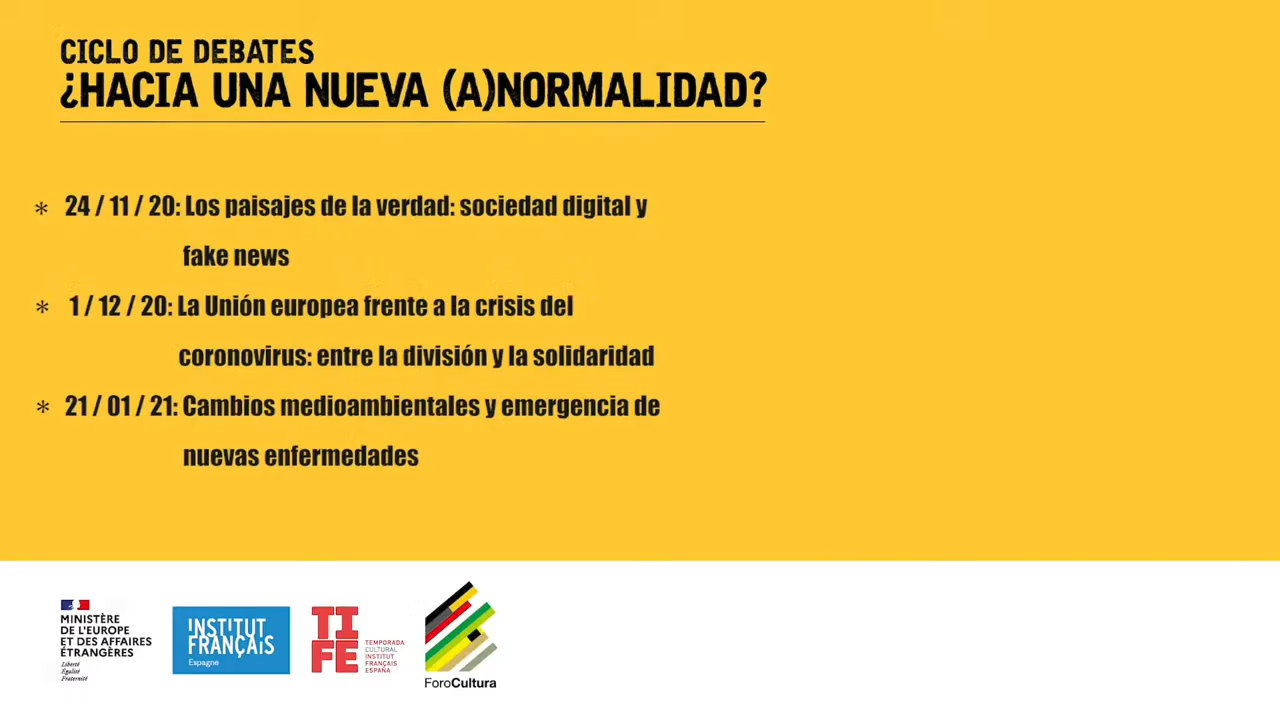 CICLO DE DEBATES
¿HACIA UNA NUEVA (A)NORMALIDAD?
* 24 / 11 / 20: Los paisajes de la verdad: sociedad digital y
fake news
* 1 / 12 / 20: La Unión europea frente a la crisis del
coronovirus: entre la división y la solidaridad
* 21 / 01 / 21: Cambios medioambientales y emergencia de
nuevas enfermedades
MINISTÈRE
DE L'EUROPE
ET DES AFFAIRES
ÉTRANGÈRES
Liberté
Égalité
Fraternité
INSTITUT
FRANÇAIS
Espagne
TI
FE
TEMPORADA
CULTURAL
INSTITUT
FRANÇAIS
ESPAÑA
ForoCultura